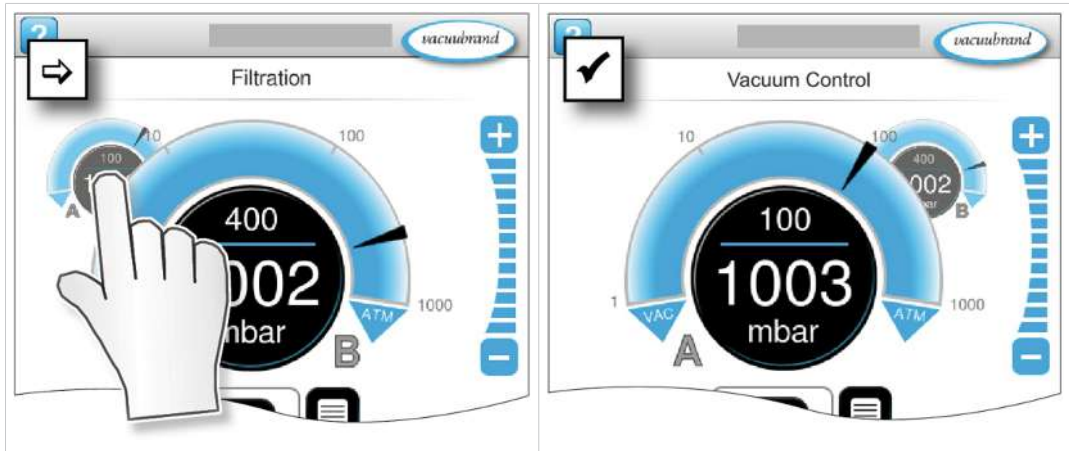 ?
vacuubrand
Filtration
10
100
100
A
400
002
mbar
1000
ATM
B
?
vacuubrand
Vacuum Control
10
100
400
002
B
100
1003
mbar
1
1000
VAC
ATM
A